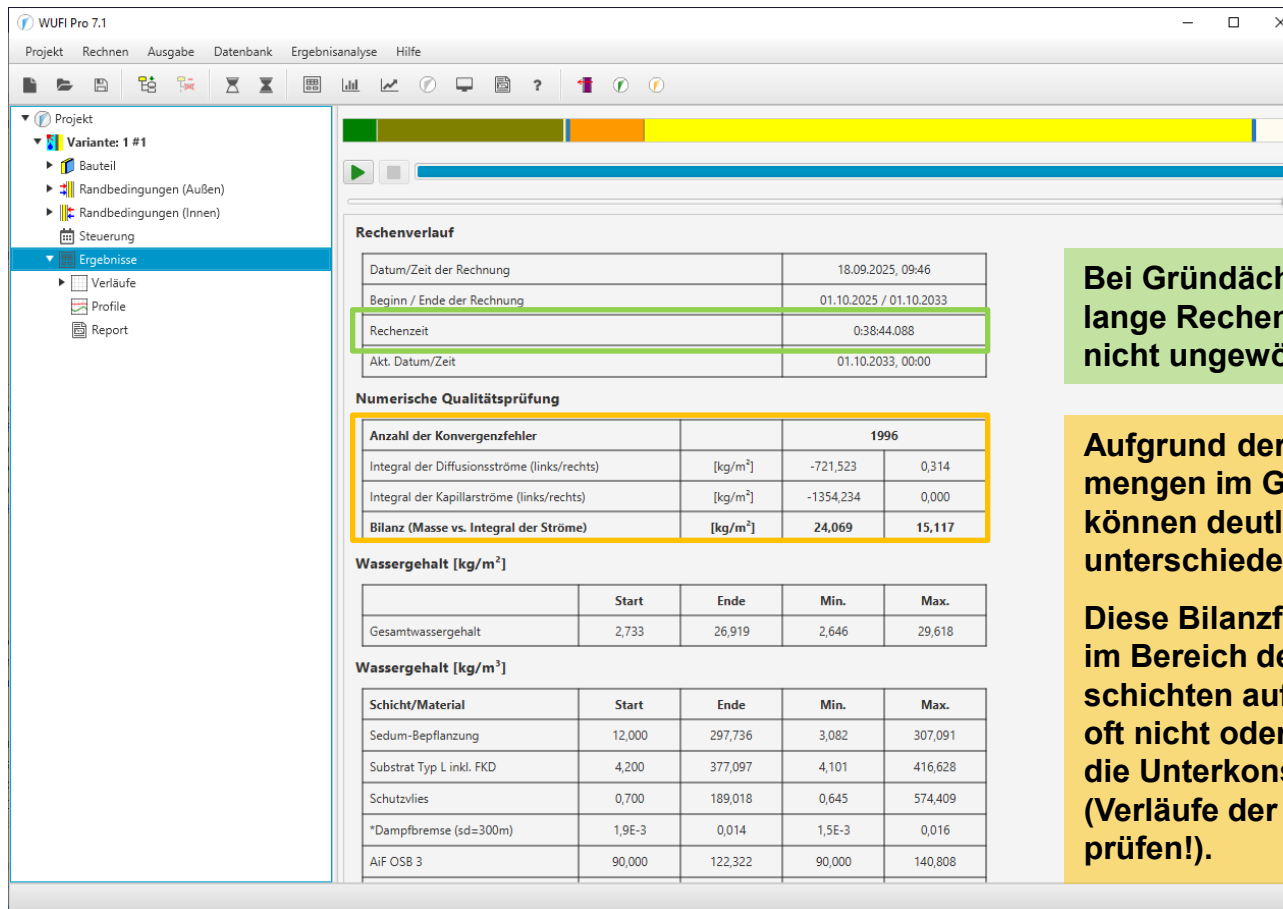 WUFI Pro 7.1
Projekt Rechnen Ausgabe Datenbank Ergebnisanalyse Hilfe
Projekt
Variante: 1 #1
Bauteil
Randbedingungen (Außen)
Randbedingungen (Innen)
Steuerung
Ergebnisse
Verläufe
Profile
Report
Rechenverlauf
Datum/Zeit der Rechnung 18.09.2025, 09:46
Beginn / Ende der Rechnung 01.10.2025 / 01.10.2033
Rechenzeit 0:38:44.088
Akt. Datum/Zeit 01.10.2033, 00:00
Numerische Qualitätsprüfung
Anzahl der Konvergenzfehler 1996
Integral der Diffusionsströme (links/rechts) [kg/m²] -721,523 0,314
Integral der Kapillarströme (links/rechts) [kg/m²] -1354,234 0,000
Bilanz (Masse vs. Integral der Ströme) [kg/m²] 24,069 15,117
Wassergehalt [kg/m²]
Start Ende Min. Max.
Gesamtwassergehalt 2,733 26,919 2,646 29,618
Wassergehalt [kg/m³]
Schicht/Material Start Ende Min. Max.
Sedum-Bepflanzung 12,000 297,736 3,082 307,091
Substrat Typ L inkl. FKD 4,200 377,097 4,101 416,628
Schutzvlies 0,700 189,018 0,645 574,409
*Dampfbremse (sd=300m) 1,9E-3 0,014 1,5E-3 0,016
AiF OSB 3 90,000 122,322 90,000 140,808
Bei Gründäch
lange Rechen
nicht ungewö
Aufgrund der
mengen im G
können deutl
unterschiede
Diese Bilanzf
im Bereich de
schichten auf
oft nicht oder
die Unterkons
(Verläufe der
prüfen!).